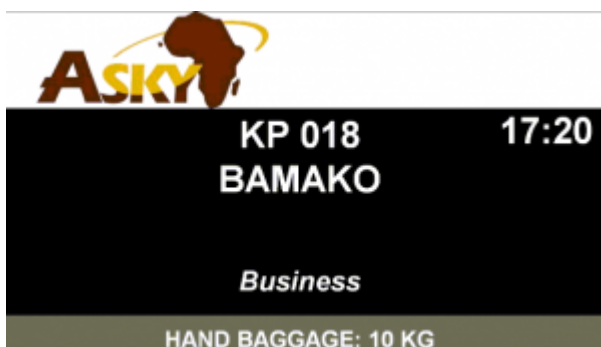 ASKY
KP 018 17:20
BAMAKO
Business
HAND BAGGAGE: 10 KG